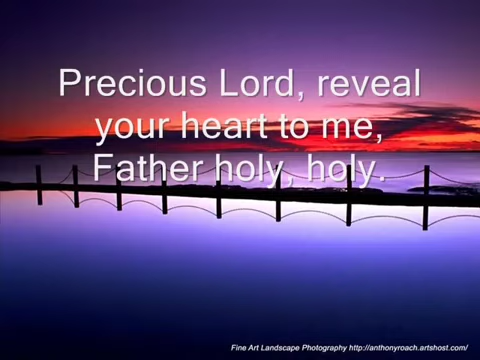 Precious Lord, reveal
your heart to me,
Father holy, holy.
Fine Art Landscape Photography http://anthonyroach.artshost.com/